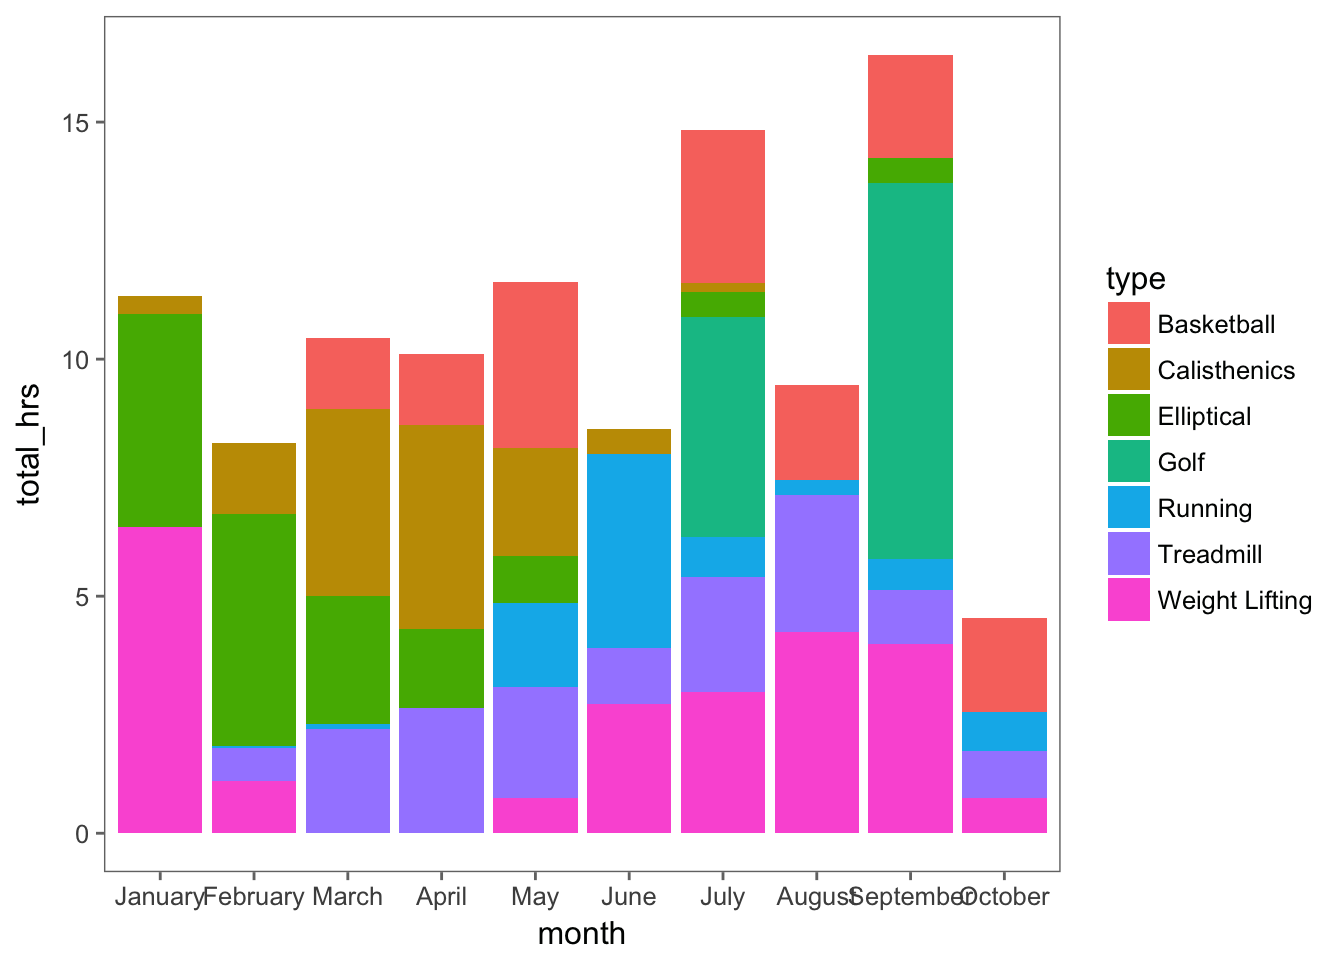 total_hrs
15
10
5
0
January February March April May June July August September October
month
type
Basketball
Calisthenics
Elliptical
Golf
Running
Treadmill
Weight Lifting